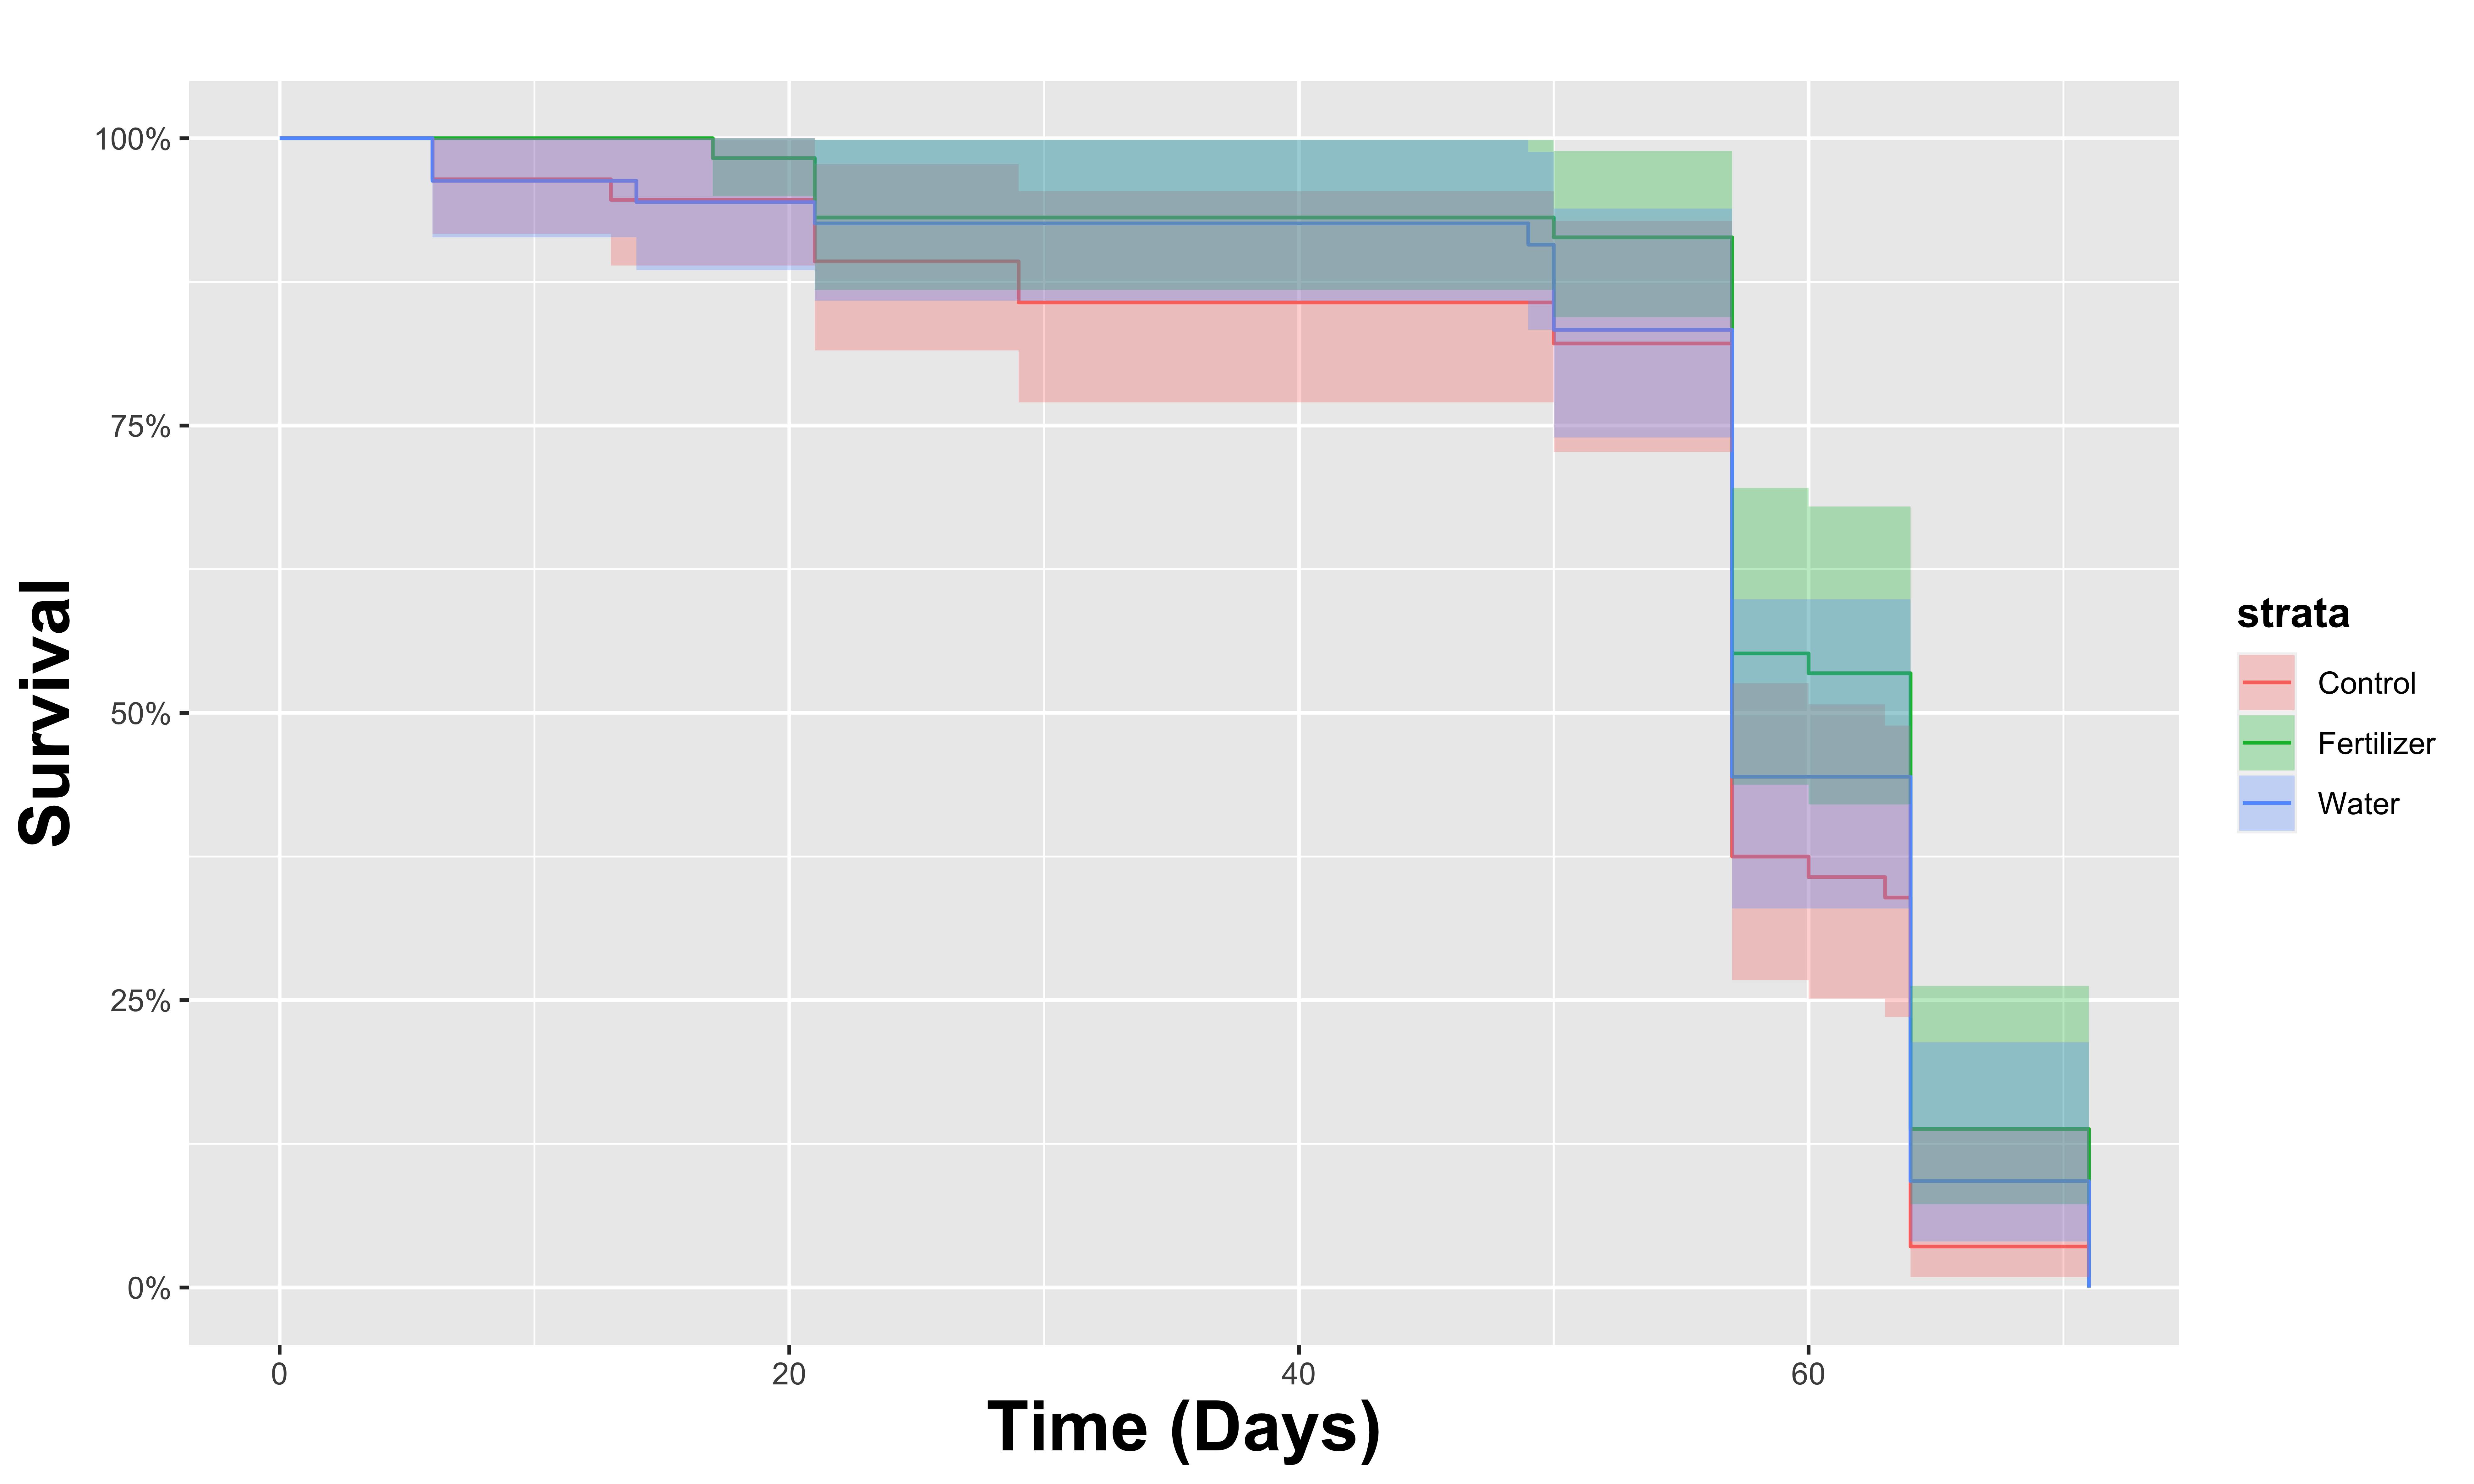 100%
75%
50%
25%
0%
Survival
0
20
40
60
Time (Days)
strata
Control
Fertilizer
Water